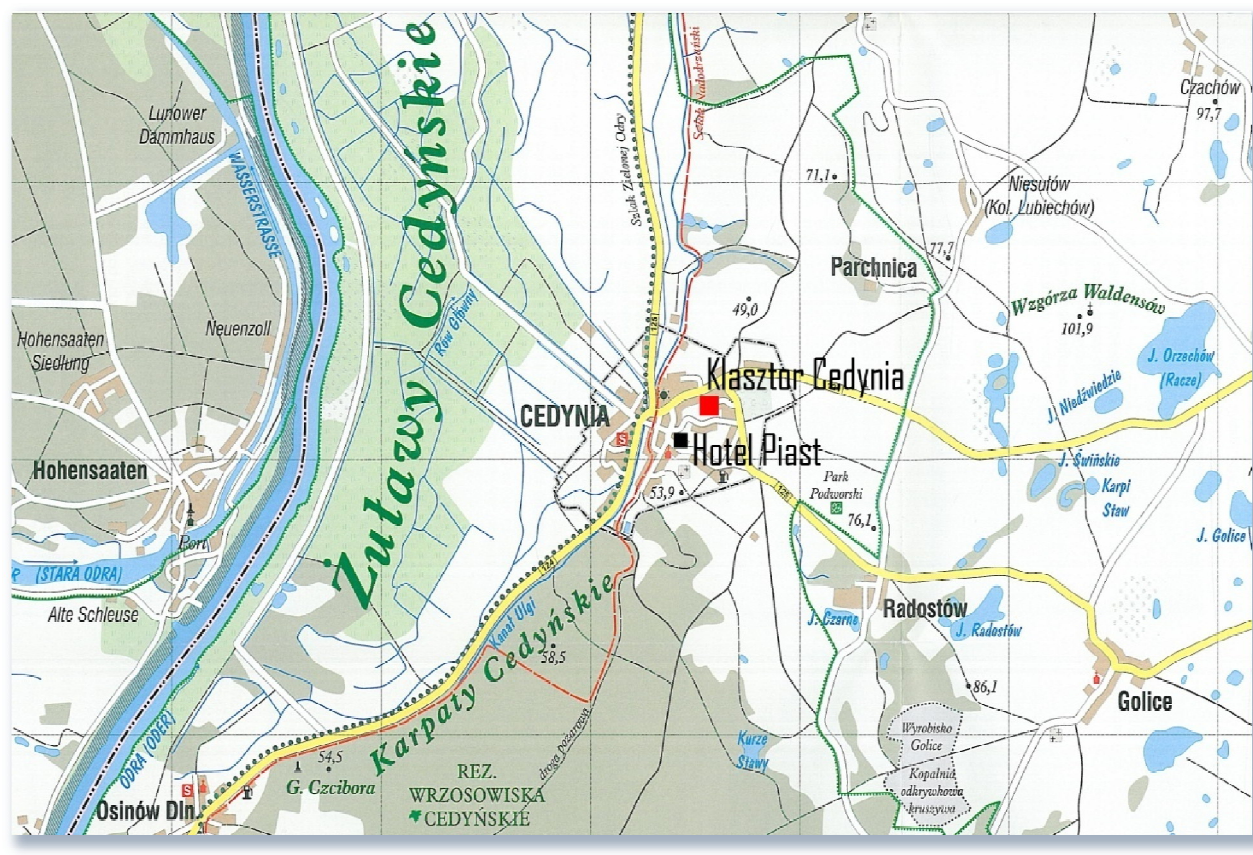 Czachów
97,7
Lunower
Dammhaus
WASSERSTRASSE
Szlak Zielonej Odry
Szlak Nadodrzański
71,1
Niesułów
(Kol. Lubiechów)
77,7
Parchnica
Wzgórza Waldensów
101,9
Żuławy Cedyńskie
Rów Główny
Neuenzoll
Hohensaaten
Siedlung
49,0
125
J. Orzechów
(Racze)
J. Niedźwiedzie
Klasztor Cedynia
CEDYNIA
S
Hotel Piast
Hohensaaten
J. Świńskie
Karpi
Staw
Park
Podworski
53,9
76,1
Port
J. Golice
(STARA ODRA)
124
Alte Schleuse
Kanał Ulgi
58,5
Karpaty Cedyńskie
Radostów
J. Czarne
J. Radostów
86,1
Golice
ODRA (ODER)
Kurze
Stawy
Wyrobisko
Golice
Kopalnia
odkrywkowa
kruszywa
droga pożarowa
54,5
G. Czcibora
REZ.
WRZOSOWISKA
CEDYŃSKIE
S
Osinów Dln.